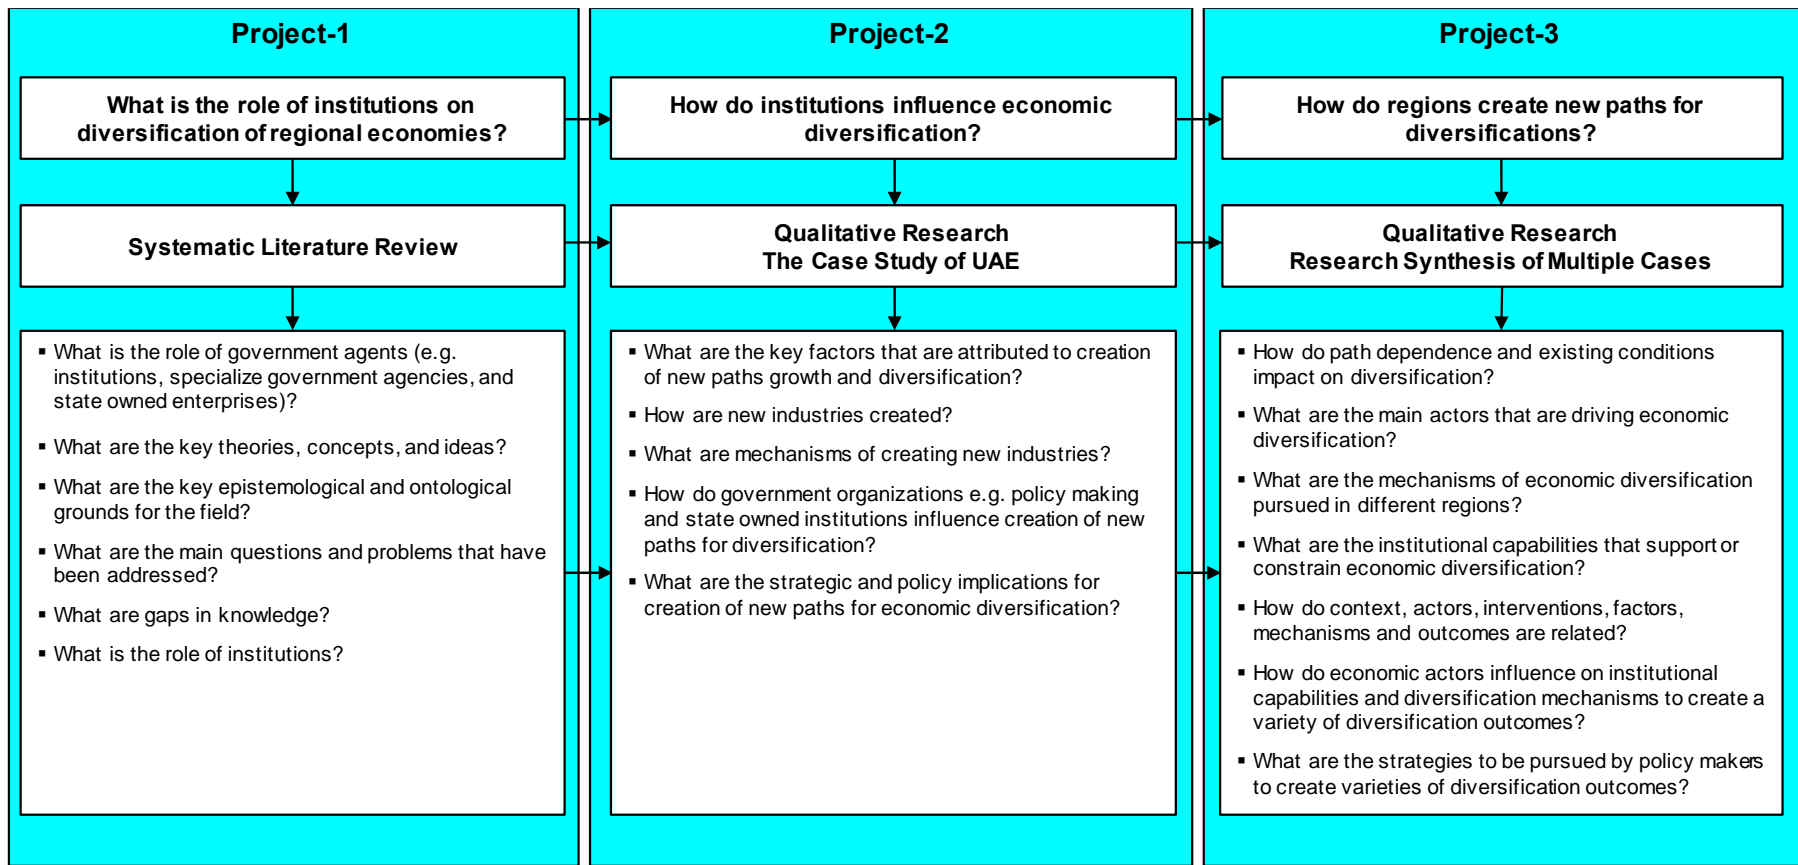 Project-1
What is the role of institutions on
diversification of regional economies?
Systematic Literature Review
▪ What is the role of government agents (e.g.
institutions, specialize government agencies, and
state owned enterprises)?
▪ What are the key theories, concepts, and ideas?
▪ What are the key epistemological and ontological
grounds for the field?
▪ What are the main questions and problems that have
been addressed?
▪ What are gaps in knowledge?
▪ What is the role of institutions?
Project-2
How do institutions influence economic
diversification?
Qualitative Research
The Case Study of UAE
▪ What are the key factors that are attributed to creation
of new paths growth and diversification?
▪ How are new industries created?
▪ What are mechanisms of creating new industries?
▪ How do government organizations e.g. policy making
and state owned institutions influence creation of new
paths for diversification?
▪ What are the strategic and policy implications for
creation of new paths for economic diversification?
Project-3
How do regions create new paths for
diversifications?
Qualitative Research
Research Synthesis of Multiple Cases
▪ How do path dependence and existing conditions
impact on diversification?
▪ What are the main actors that are driving economic
diversification?
▪ What are the mechanisms of economic diversification
pursued in different regions?
▪ What are the institutional capabilities that support or
constrain economic diversification?
▪ How do context, actors, interventions, factors,
mechanisms and outcomes are related?
▪ How do economic actors influence on institutional
capabilities and diversification mechanisms to create a
variety of diversification outcomes?
▪ What are the strategies to be pursued by policy makers
to create varieties of diversification outcomes?